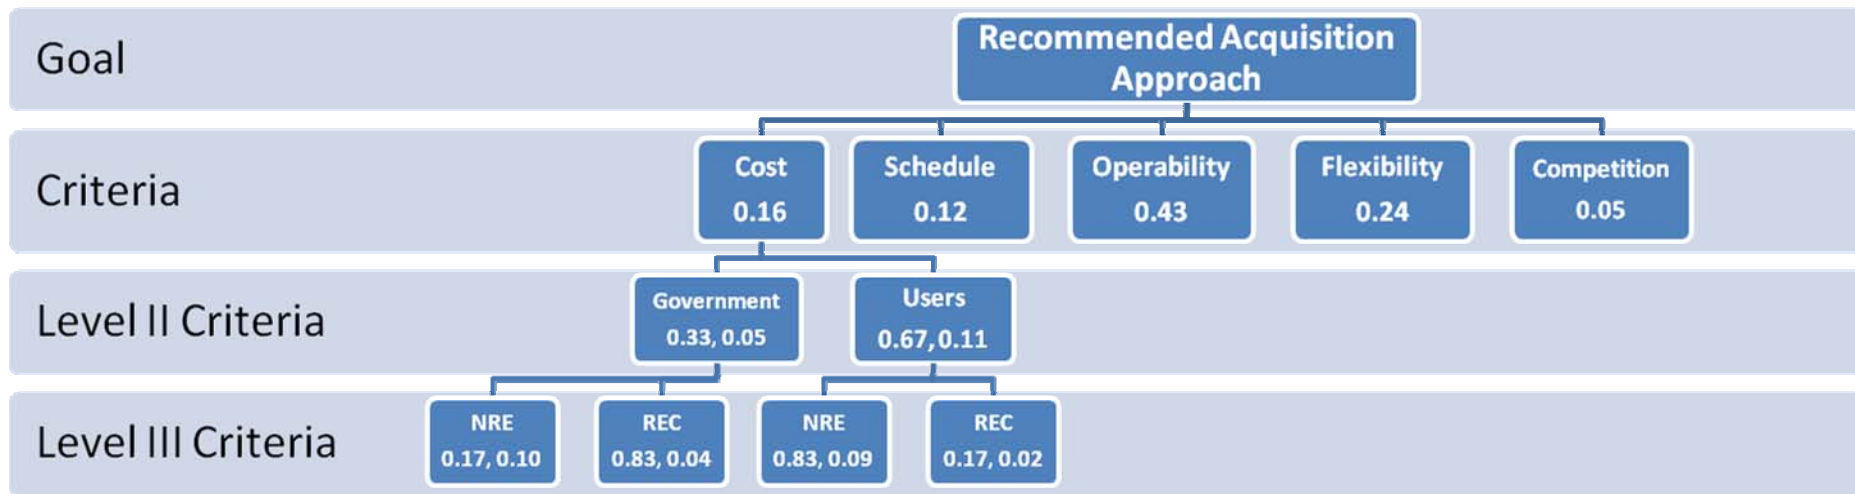 Goal
Recommended Acquisition
Approach
Criteria
Cost
0.16
Schedule
0.12
Operability
0.43
Flexibility
0.24
Competition
0.05
Level II Criteria
Government
0.33, 0.05
Users
0.67, 0.11
Level III Criteria
NRE
0.17, 0.10
REC
0.83, 0.04
NRE
0.83, 0.09
REC
0.17, 0.02